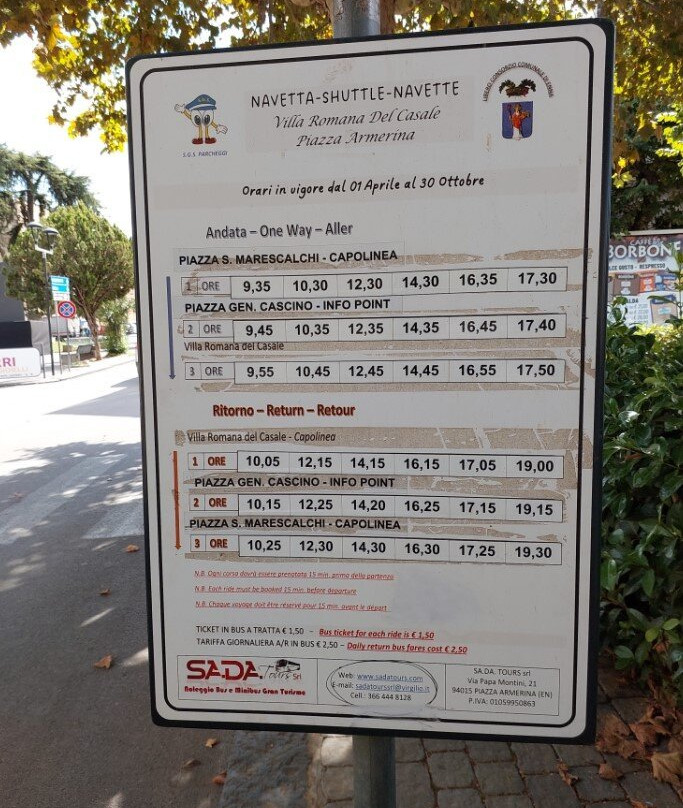 S.G.S. PARCHEGGI
NAVETTA-SHUTTLE-NAVETTE
Villa Romana Del Casale
Piazza Armerina
LIBERO CONSORZIO COMUNALE DI ENNA
Orari in vigore dal 01 Aprile al 30 Ottobre
Andata – One Way – Aller
PIAZZA S. MARESCALCHI - CAPOLINEA
1 ORE 9,35 10,30 12,30 14,30 16,35 17,30
PIAZZA GEN. CASCINO - INFO POINT
2 ORE 9,45 10,35 12,35 14,35 16,45 17,40
Villa Romana del Casale
3 ORE 9,55 10,45 12,45 14,45 16,55 17,50
Ritorno – Return – Retour
Villa Romana del Casale - Capolinea
1 ORE 10,05 12,15 14,15 16,15 17,05 19,00
PIAZZA GEN. CASCINO - INFO POINT
2 ORE 10,15 12,25 14,20 16,25 17,15 19,15
PIAZZA S. MARESCALCHI - CAPOLINEA
3 ORE 10,25 12,30 14,30 16,30 17,25 19,30
N.B. Ogni corsa dovrà essere prenotata 15 min. prima della partenza
N.B. Each ride must be booked 15 min. before departure
N.B. Chaque voyage doit être réservé pour 15 min. avant le départ
TICKET IN BUS A TRATTA € 1,50 – Bus ticket for each ride is € 1,50
TARIFFA GIORNALIERA A/R IN BUS € 2,50 – Daily return bus fares cost € 2,50
SA.DA. Tours Srl
Noleggio Bus e Minibus Gran Turismo
Web: www.sadatours.com
E-mail: sadatourssrl@virgilio.it
Cell.: 366 444 8128
SA.DA. TOURS Srl
Via Papa Montini, 21
94015 PIAZZA ARMERINA (EN)
P.IVA: 01059950863
CAFFÈ
BORBONE